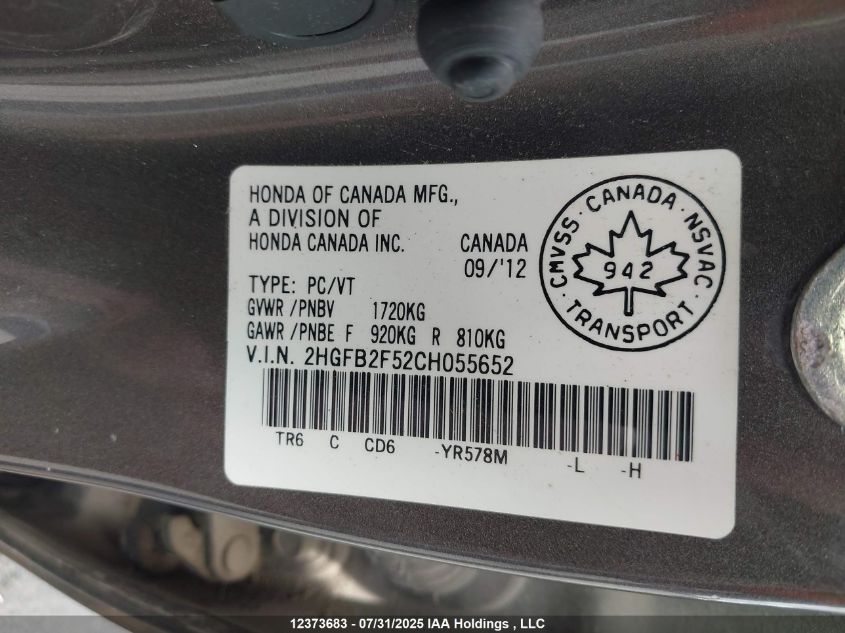 HONDA OF CANADA MFG.,
A DIVISION OF
HONDA CANADA INC. CANADA
09/'12
TYPE: PC/VT
GVWR /PNBV 1720KG
GAWR /PNBE F 920KG R 810KG
V.I.N. 2HGFB2F52CH055652
TR6 C CD6 -YR578M -L -H
CMVSS · CANADA · NSVAC · TRANSPORT ·
942
12373683 - 07/31/2025 IAA Holdings , LLC